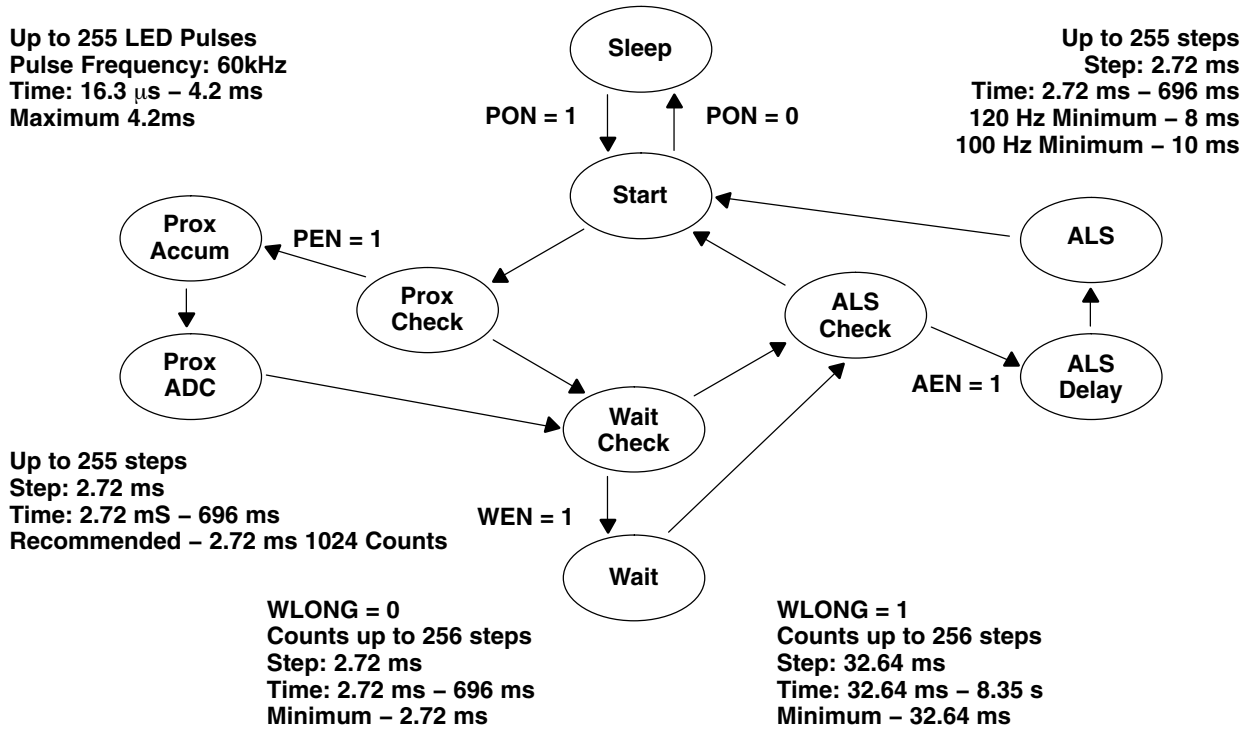 Up to 255 LED Pulses
Pulse Frequency: 60kHz
Time: 16.3 μs – 4.2 ms
Maximum 4.2ms
Sleep
Up to 255 steps
Step: 2.72 ms
Time: 2.72 ms – 696 ms
120 Hz Minimum – 8 ms
100 Hz Minimum – 10 ms
PON = 1
PON = 0
Start
Prox
Accum
PEN = 1
ALS
Prox
Check
ALS
Check
Prox
ADC
AEN = 1
ALS
Delay
Wait
Check
Up to 255 steps
Step: 2.72 ms
Time: 2.72 mS – 696 ms
Recommended – 2.72 ms 1024 Counts
WEN = 1
Wait
WLONG = 0
Counts up to 256 steps
Step: 2.72 ms
Time: 2.72 ms – 696 ms
Minimum – 2.72 ms
WLONG = 1
Counts up to 256 steps
Step: 32.64 ms
Time: 32.64 ms – 8.35 s
Minimum – 32.64 ms